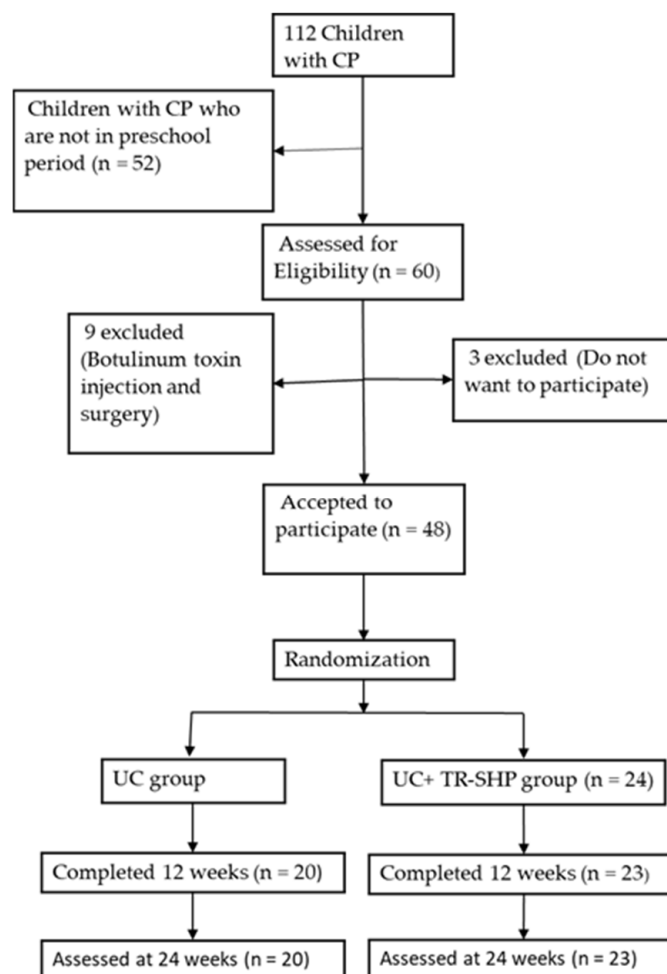 112 Children
with CP
Children with CP who
are not in preschool
period (n = 52)
Assessed for
Eligibility (n = 60)
9 excluded
(Botulinum toxin
injection and
surgery)
3 excluded (Do not
want to participate)
Accepted to
participate (n = 48)
Randomization
UC group
UC+ TR-SHP group (n = 24)
Completed 12 weeks (n = 20)
Completed 12 weeks (n = 23)
Assessed at 24 weeks (n = 20)
Assessed at 24 weeks (n = 23)